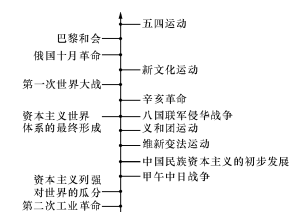 五四运动
巴黎和会
俄国十月革命
新文化运动
第一次世界大战
辛亥革命
资本主义世界
体系的最终形成
八国联军侵华战争
义和团运动
维新变法运动
中国民族资本主义的初步发展
甲午中日战争
资本主义列强
对世界的瓜分
第二次工业革命